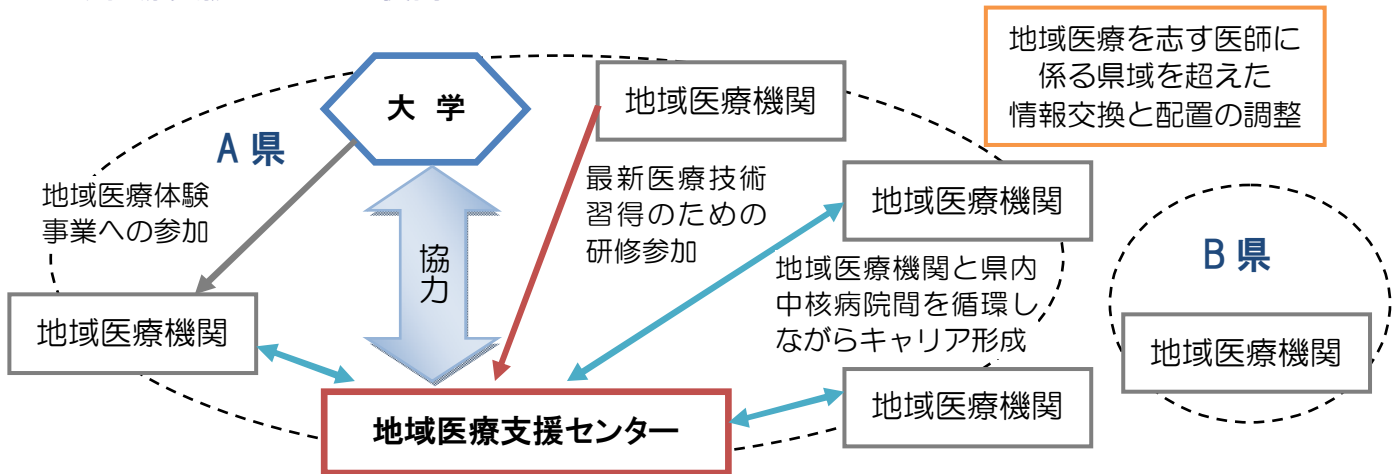 地域医療を志す医師に
係る県域を超えた
情報交換と配置の調整
大 学
地域医療機関
A 県
地域医療体験
事業への参加
最新医療技術
習得のための
研修参加
地域医療機関
B 県
協
力
地域医療機関と県内
中核病院間を循環し
ながらキャリア形成
地域医療機関
地域医療機関
地域医療機関
地域医療支援センター